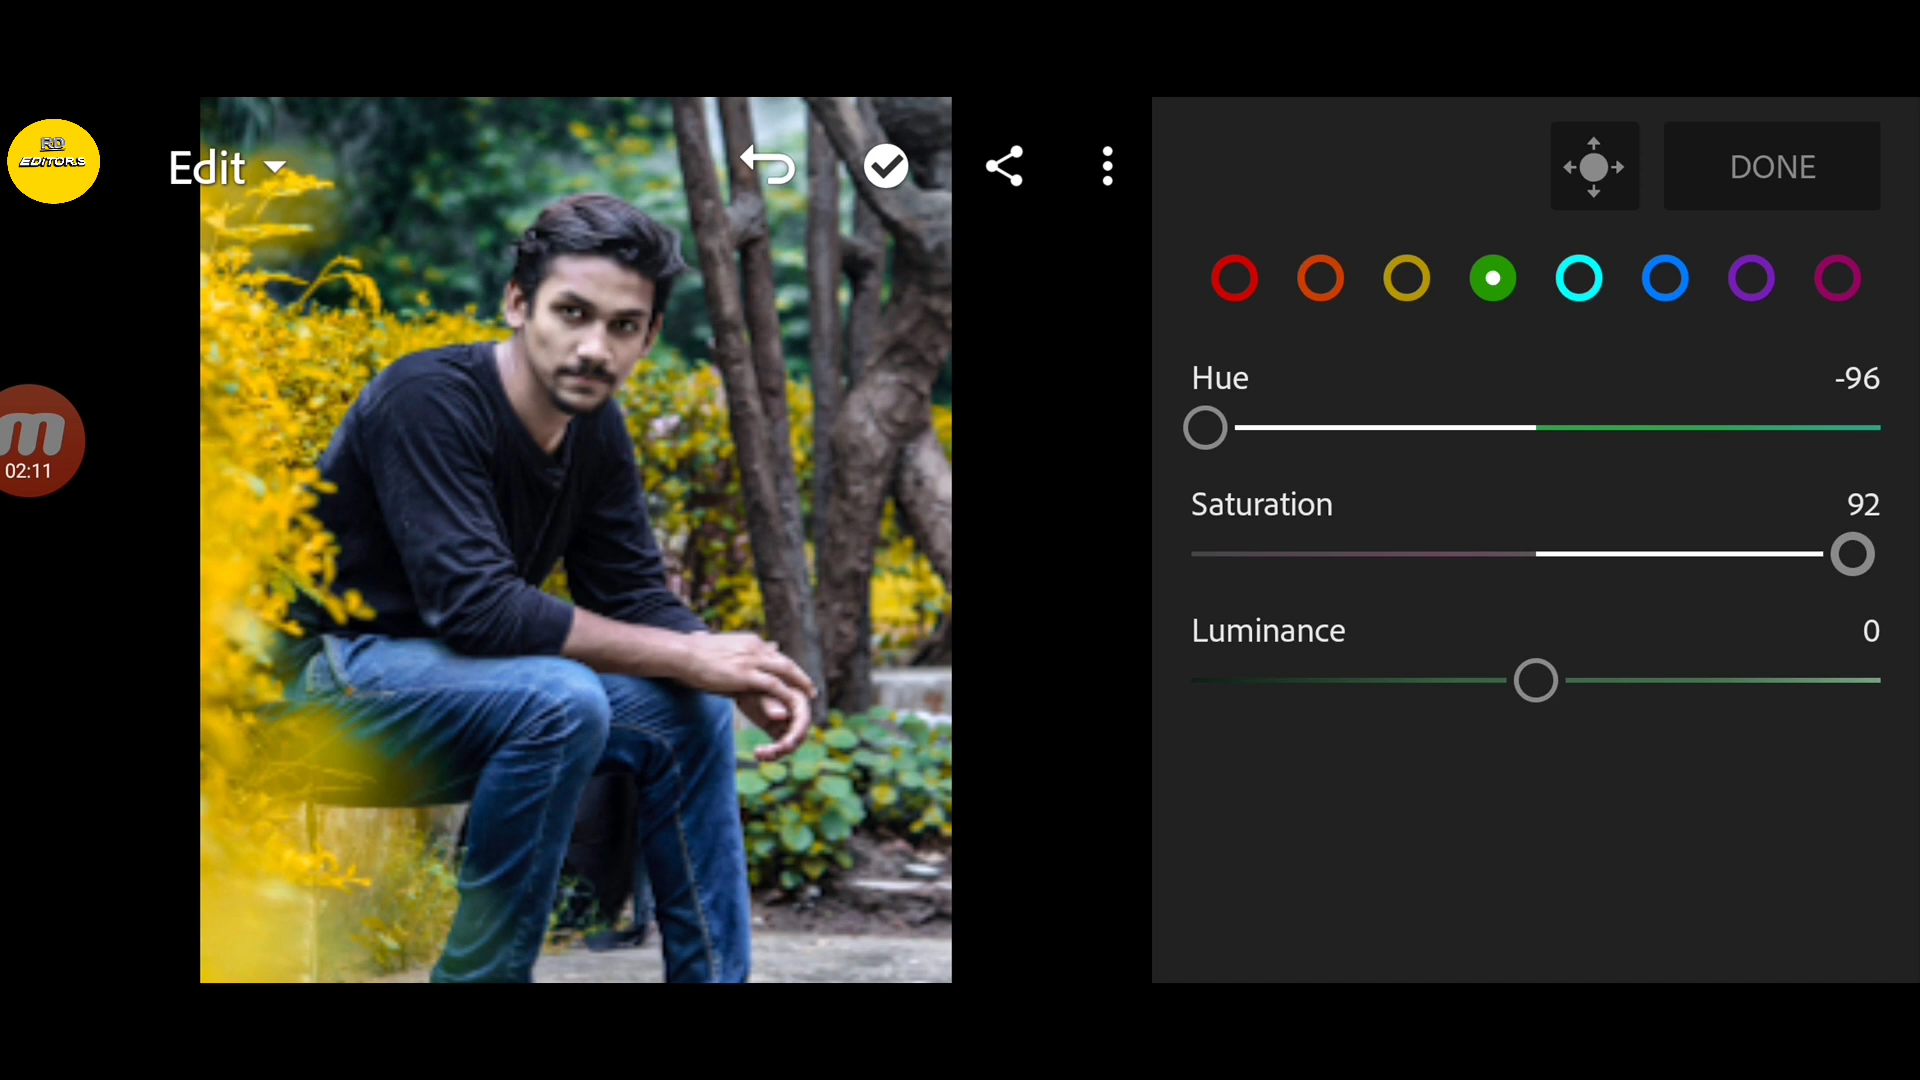 RD
EDITORS
Edit
DONE
Hue -96
m
02:11
Saturation 92
Luminance 0